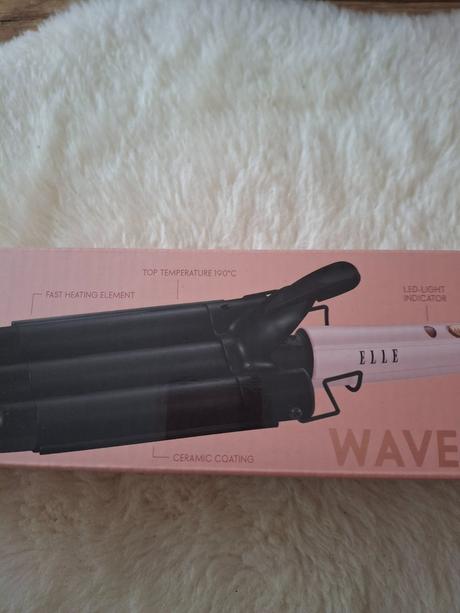 TOP TEMPERATURE 190°C
FAST HEATING ELEMENT
LED-LIGHT
INDICATOR
ELLE
WAVE
CERAMIC COATING